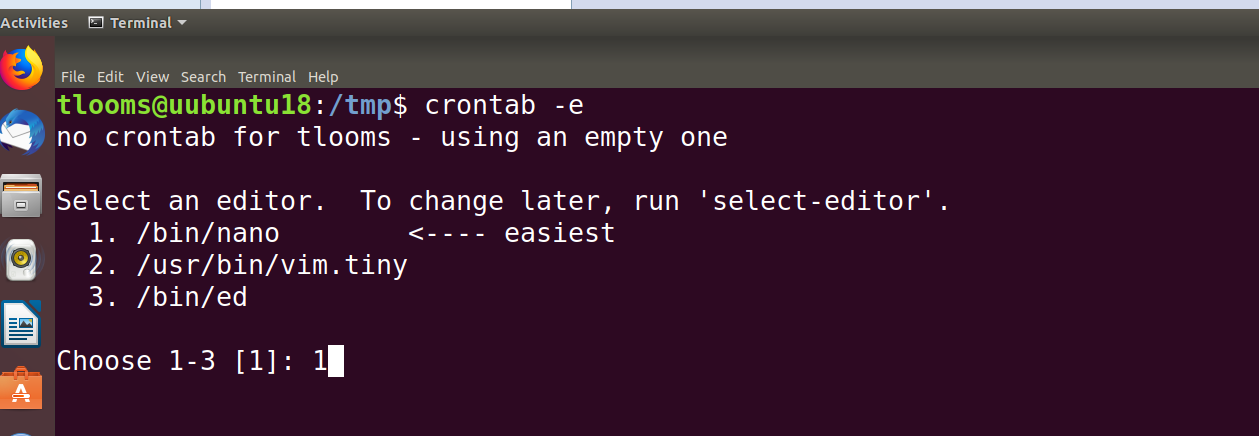 Activities Terminal
File Edit View Search Terminal Help
tlooms@uubuntu18:/tmp$ crontab -e
no crontab for tlooms - using an empty one
Select an editor.  To change later, run 'select-editor'.
  1. /bin/nano        <---- easiest
  2. /usr/bin/vim.tiny
  3. /bin/ed
Choose 1-3 [1]: 1